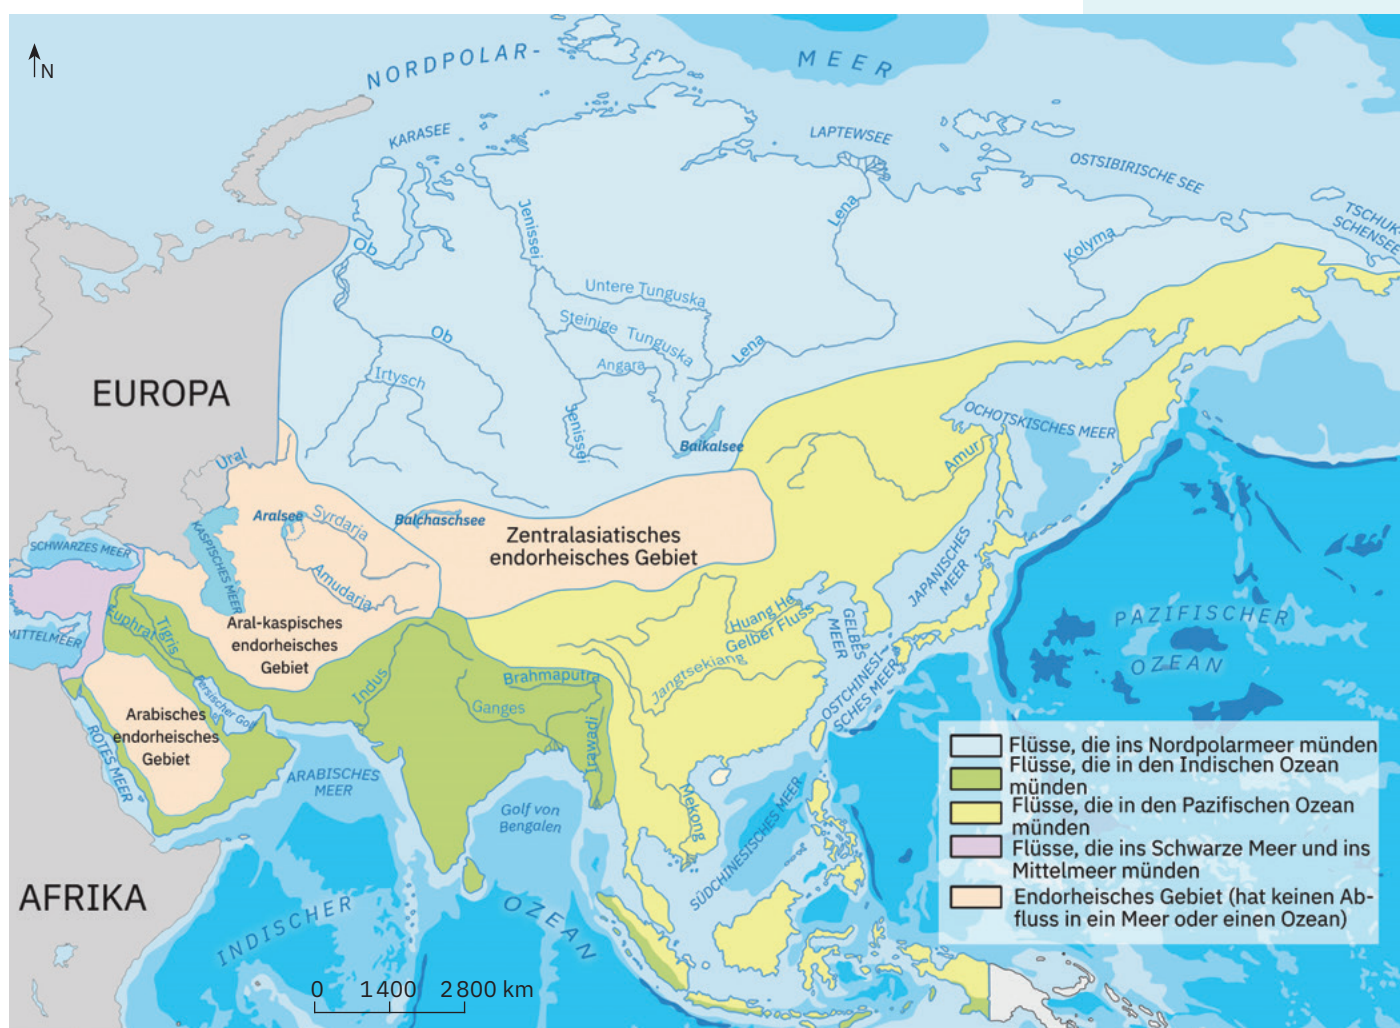 N
NORDPOLAR-
MEER
KARASEE
LAPTEWSEE
OSTSIBIRISCHE SEE
TSCHUK-
SCHENSEE
Ob
Jenissei
Lena
Kolyma
Untere Tunguska
Steinige Tunguska
Ob
Lena
Angara
Irtysch
EUROPA
Jenissei
Baikalsee
OCHOTSKISCHES MEER
Amur
Ural
Aralsee
Syrdarja
Balchaschsee
KASPISCHES MEER
Zentralasiatisches
endorheisches Gebiet
SCHWARZES MEER
Amudarja
JAPANISCHES
MEER
Huang He
Gelber Fluss
GELBES
MEER
PAZIFISCHER
OZEAN
MITTELMEER
Euphrat
Tigris
Aral-kaspisches
endorheisches
Gebiet
Indus
Brahmaputra
Ganges
Jangtsekiang
OSTCHINESI-
SCHES MEER
Persischer Golf
Arabisches
endorheisches
Gebiet
ROTES MEER
Irawadi
ARABISCHES
MEER
Golf von
Bengalen
Mekong
SÜDCHINESISCHES MEER
AFRIKA
INDISCHER
OZEAN
0 1400 2800 km
Flüsse, die ins Nordpolarmeer münden
Flüsse, die in den Indischen Ozean
münden
Flüsse, die in den Pazifischen Ozean
münden
Flüsse, die ins Schwarze Meer und ins
Mittelmeer münden
Endorheisches Gebiet (hat keinen Ab-
fluss in ein Meer oder einen Ozean)